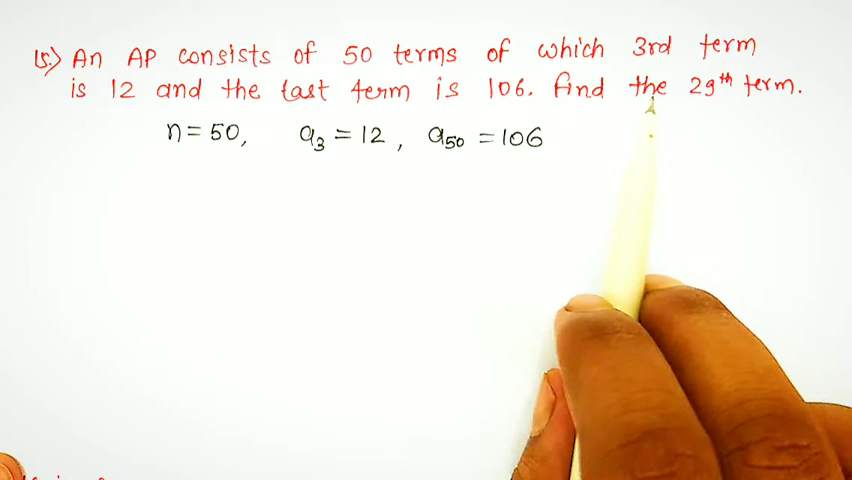 15.) An AP consists of 50 terms of which 3rd term
is 12 and the last term is 106. Find the 29th term.
n = 50, a₃ = 12, a₅₀ = 106